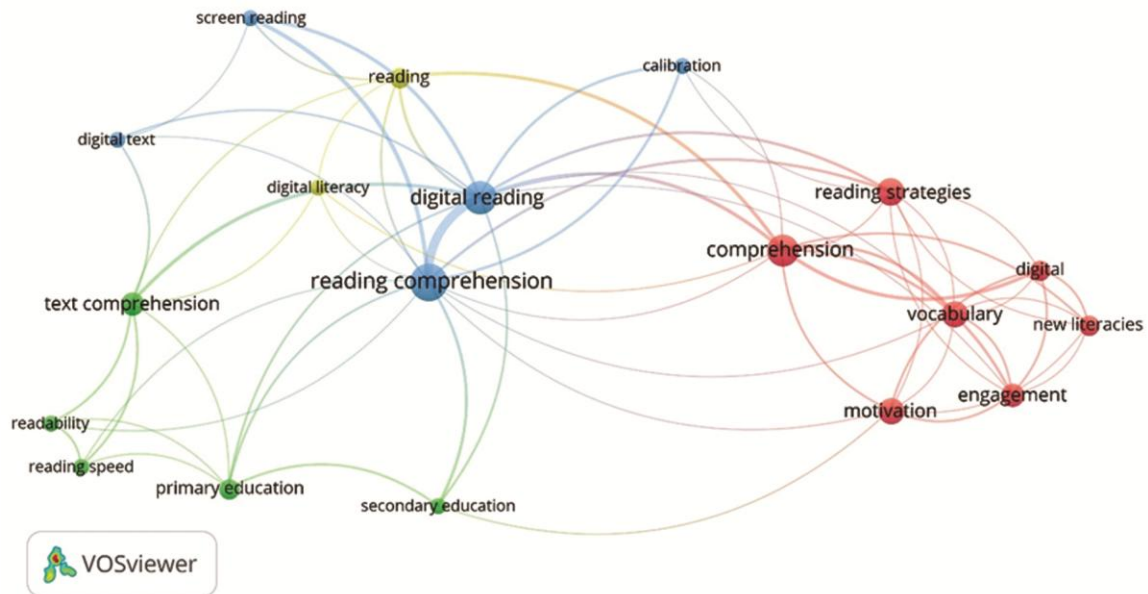 screen reading
reading
calibration
digital text
digital literacy
digital reading
reading strategies
comprehension
digital
reading comprehension
text comprehension
vocabulary
new literacies
engagement
motivation
readability
reading speed
primary education
secondary education
VOSviewer